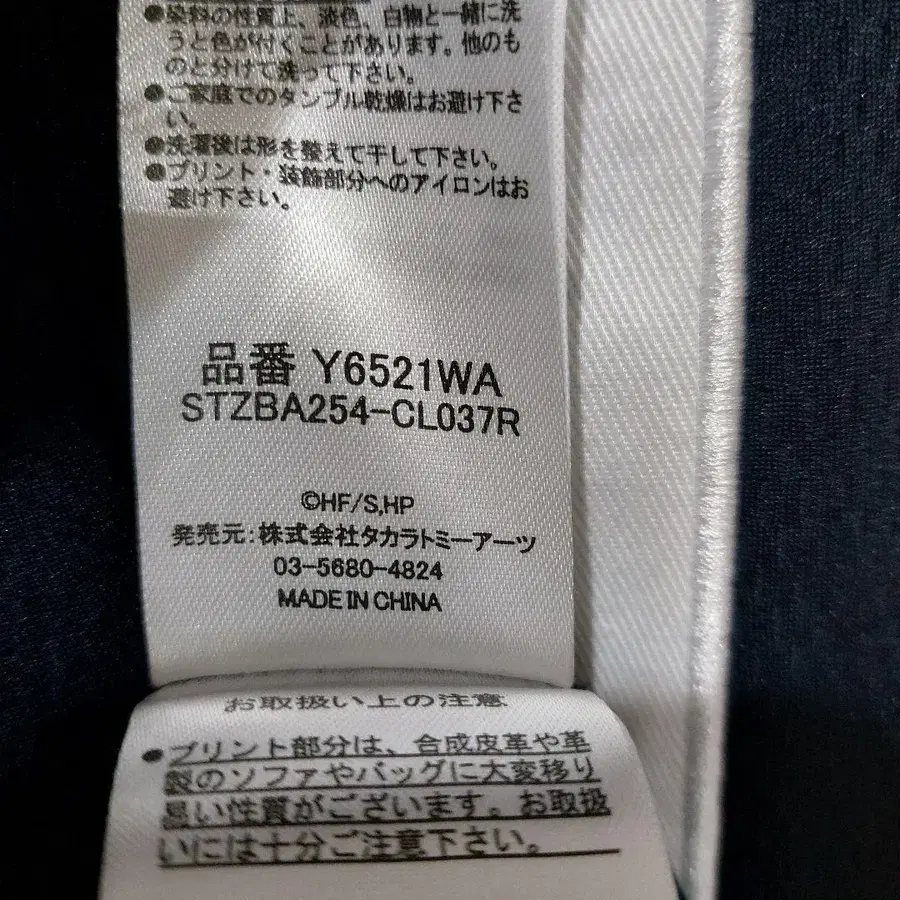 ●染料の性質上、淡色、白物と一緒に洗
うと色が付くことがあります。他のも
のと分けて洗って下さい。
●ご家庭でのタンブル乾燥はお避け下さ
い。
●洗濯後は形を整えて干して下さい。
●プリント・装飾部分へのアイロンはお
避け下さい。
品番 Y6521WA
STZBA254-CL037R
©HF/S,HP
発売元:株式会社タカラトミーアーツ
03-5680-4824
MADE IN CHINA
お取扱い上の注意
●プリント部分は、合成皮革や革
製のソファやバッグに大変移り
易い性質がございます。お取扱
いには十分ご注意下さい。